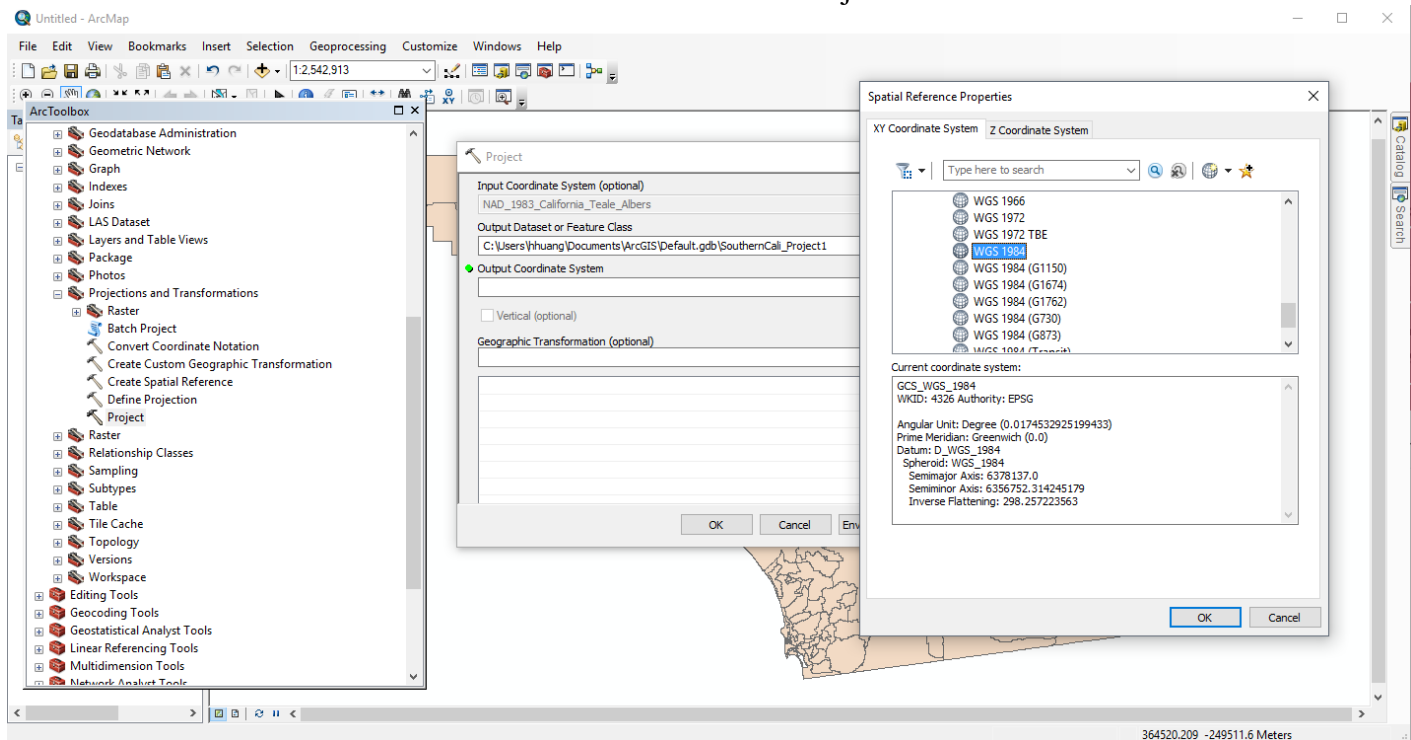 Untitled - ArcMap
File Edit View Bookmarks Insert Selection Geoprocessing Customize Windows Help
1:2,542,913
ArcToolbox
Geodatabase Administration
Geometric Network
Graph
Indexes
Joins
LAS Dataset
Layers and Table Views
Package
Photos
Projections and Transformations
Raster
Batch Project
Convert Coordinate Notation
Create Custom Geographic Transformation
Create Spatial Reference
Define Projection
Project
Raster
Relationship Classes
Sampling
Subtypes
Table
Tile Cache
Topology
Versions
Workspace
Editing Tools
Geocoding Tools
Geostatistical Analyst Tools
Linear Referencing Tools
Multidimension Tools
Network Analyst Tools
Project
Input Coordinate System (optional)
NAD_1983_California_Teale_Albers
Output Dataset or Feature Class
C:\Users\hhuang\Documents\ArcGIS\Default.gdb\SouthernCali_Project1
Output Coordinate System
Vertical (optional)
Geographic Transformation (optional)
OK Cancel Env
Spatial Reference Properties
XY Coordinate System Z Coordinate System
Type here to search
WGS 1966
WGS 1972
WGS 1972 TBE
WGS 1984
WGS 1984 (G1150)
WGS 1984 (G1674)
WGS 1984 (G1762)
WGS 1984 (G730)
WGS 1984 (G873)
WGS 1984 (Transit)
Current coordinate system:
GCS_WGS_1984
WKID: 4326 Authority: EPSG
Angular Unit: Degree (0.0174532925199433)
Prime Meridian: Greenwich (0.0)
Datum: D_WGS_1984
Spheroid: WGS_1984
Semimajor Axis: 6378137.0
Semiminor Axis: 6356752.314245179
Inverse Flattening: 298.257223563
OK Cancel
Catalog
Search
364520.209 -249511.6 Meters